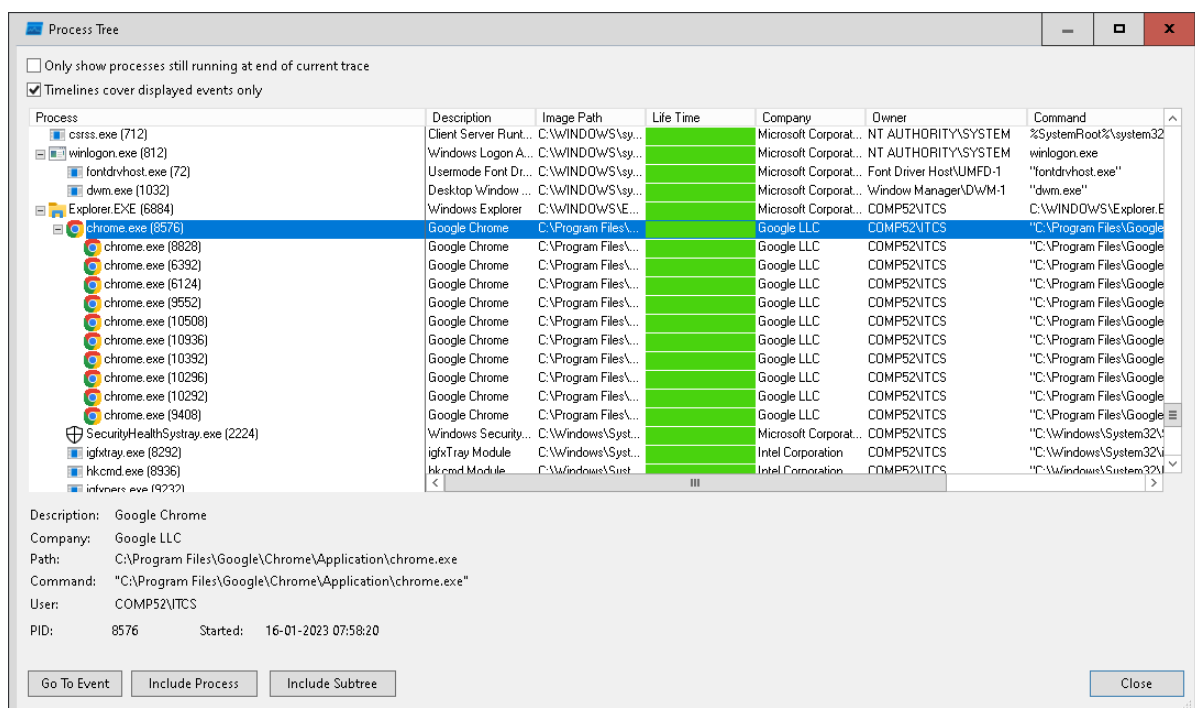 Process Tree
Only show processes still running at end of current trace
Timelines cover displayed events only
Process Description Image Path Life Time Company Owner Command
csrss.exe (712) Client Server Runt... C:\WINDOWS\sy... Microsoft Corporat... NT AUTHORITY\SYSTEM %SystemRoot%\system32
winlogon.exe (812) Windows Logon A... C:\WINDOWS\sy... Microsoft Corporat... NT AUTHORITY\SYSTEM winlogon.exe
fontdrvhost.exe (72) Usermode Font Dr... C:\WINDOWS\sy... Microsoft Corporat... Font Driver Host\UMFD-1 "fontdrvhost.exe"
dwm.exe (1032) Desktop Window ... C:\WINDOWS\sy... Microsoft Corporat... Window Manager\DWM-1 "dwm.exe"
Explorer.EXE (6884) Windows Explorer C:\WINDOWS\E... Microsoft Corporat... COMP52\ITCS C:\WINDOWS\Explorer.E
chrome.exe (8576) Google Chrome C:\Program Files\... Google LLC COMP52\ITCS "C:\Program Files\Google
chrome.exe (8828) Google Chrome C:\Program Files\... Google LLC COMP52\ITCS "C:\Program Files\Google
chrome.exe (6392) Google Chrome C:\Program Files\... Google LLC COMP52\ITCS "C:\Program Files\Google
chrome.exe (6124) Google Chrome C:\Program Files\... Google LLC COMP52\ITCS "C:\Program Files\Google
chrome.exe (9552) Google Chrome C:\Program Files\... Google LLC COMP52\ITCS "C:\Program Files\Google
chrome.exe (10508) Google Chrome C:\Program Files\... Google LLC COMP52\ITCS "C:\Program Files\Google
chrome.exe (10936) Google Chrome C:\Program Files\... Google LLC COMP52\ITCS "C:\Program Files\Google
chrome.exe (10392) Google Chrome C:\Program Files\... Google LLC COMP52\ITCS "C:\Program Files\Google
chrome.exe (10296) Google Chrome C:\Program Files\... Google LLC COMP52\ITCS "C:\Program Files\Google
chrome.exe (10292) Google Chrome C:\Program Files\... Google LLC COMP52\ITCS "C:\Program Files\Google
chrome.exe (9408) Google Chrome C:\Program Files\... Google LLC COMP52\ITCS "C:\Program Files\Google
SecurityHealthSystray.exe (2224) Windows Security... C:\Windows\Syst... Microsoft Corporat... COMP52\ITCS "C:\Windows\System32\
igfxtray.exe (8292) igfxTray Module C:\Windows\Syst... Intel Corporation COMP52\ITCS "C:\Windows\System32\i
hkcmd.exe (8936) hkcmd Module C:\Windows\Syst... Intel Corporation COMP52\ITCS "C:\Windows\System32\
igfxpers.exe (9232)
Description: Google Chrome
Company: Google LLC
Path: C:\Program Files\Google\Chrome\Application\chrome.exe
Command: "C:\Program Files\Google\Chrome\Application\chrome.exe"
User: COMP52\ITCS
PID: 8576 Started: 16-01-2023 07:58:20
Go To Event Include Process Include Subtree Close